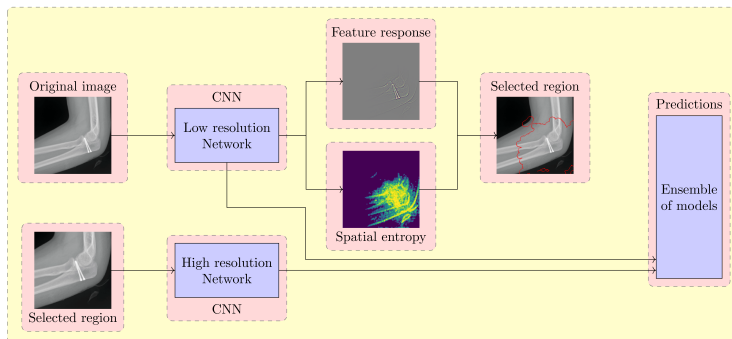 Original image
CNN
Low resolution
Network
Feature response
Spatial entropy
Selected region
Predictions
Ensemble
of models
Selected region
High resolution
Network
CNN